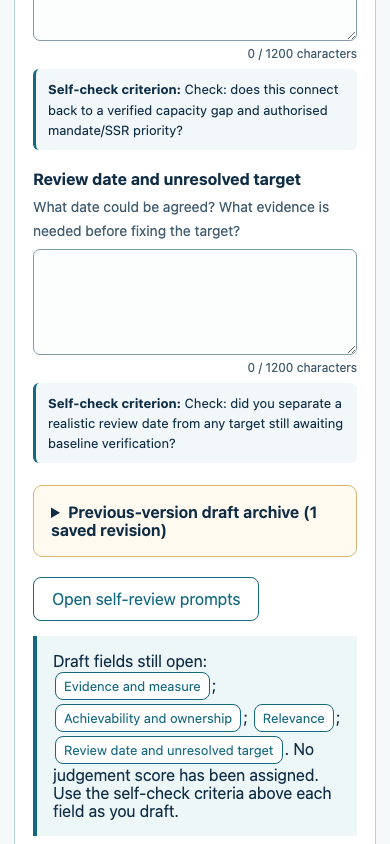 0 / 1200 characters
Self-check criterion: Check: does this connect
back to a verified capacity gap and authorised
mandate/SSR priority?
Review date and unresolved target
What date could be agreed? What evidence is
needed before fixing the target?
0 / 1200 characters
Self-check criterion: Check: did you separate a
realistic review date from any target still awaiting
baseline verification?
▶ Previous-version draft archive (1
saved revision)
Open self-review prompts
Draft fields still open:
Evidence and measure ;
Achievability and ownership ; Relevance ;
Review date and unresolved target . No
judgement score has been assigned.
Use the self-check criteria above each
field as you draft.